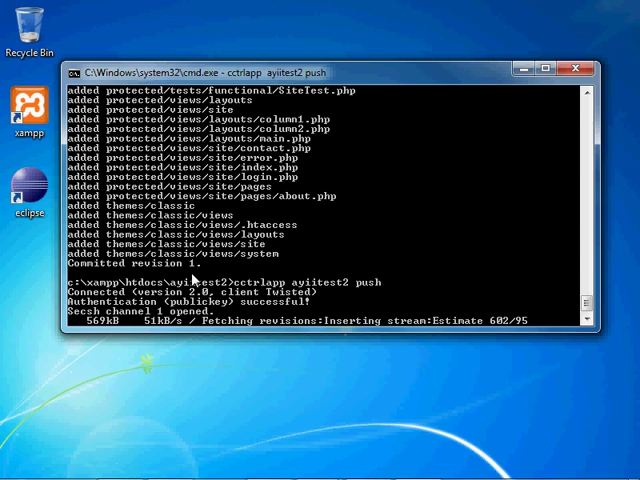 Recycle Bin
xampp
eclipse
C:\Windows\system32\cmd.exe - cctrlapp ayiitest2 push
added protected/tests/functional/SiteTest.php
added protected/views/layouts
added protected/views/site
added protected/views/layouts/column1.php
added protected/views/layouts/column2.php
added protected/views/layouts/main.php
added protected/views/site/contact.php
added protected/views/site/error.php
added protected/views/site/index.php
added protected/views/site/login.php
added protected/views/site/pages
added protected/views/site/pages/about.php
added themes/classic
added themes/classic/views
added themes/classic/views/.htaccess
added themes/classic/views/layouts
added themes/classic/views/site
added themes/classic/views/system
Committed revision 1.
c:\xampp\htdocs\ayiitest2>cctrlapp ayiitest2 push
Connected (version 2.0, client Twisted)
Authentication (publickey) successful!
Secsh channel 1 opened.
569kB 51kB/s / Fetching revisions:Inserting stream:Estimate 602/95